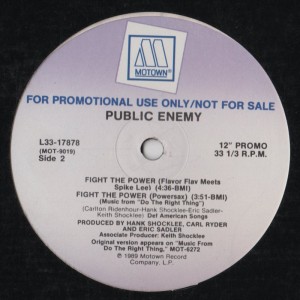 MOTOWN®
FOR PROMOTIONAL USE ONLY/NOT FOR SALE
PUBLIC ENEMY
L33-17878
(MOT-9019)
Side 2
12" PROMO
33 1/3 R.P.M.
FIGHT THE POWER (Flavor Flav Meets
Spike Lee) (4:36-BMI)
FIGHT THE POWER (Powersax) (3:51-BMI)
(Music from "Do The Right Thing")
(Carlton Ridenhour-Hank Shocklee-Eric Sadler-
Keith Shocklee) Def American Songs
PRODUCED BY HANK SHOCKLEE, CARL RYDER
AND ERIC SADLER
Associate Producer: Keith Shocklee
Original version appears on "Music From
Do The Right Thing," MOT-6272
℗ © 1989 Motown Record
Company, L.P.